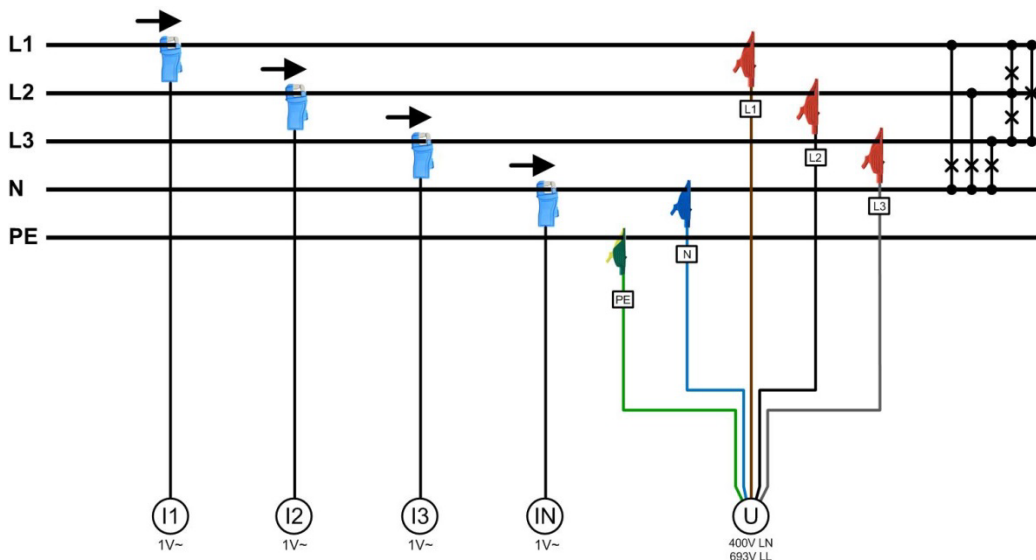 L1
L2
L3
N
PE
L1
L2
L3
N
PE
I1
1V~
I2
1V~
I3
1V~
IN
1V~
U
400V LN
693V LL